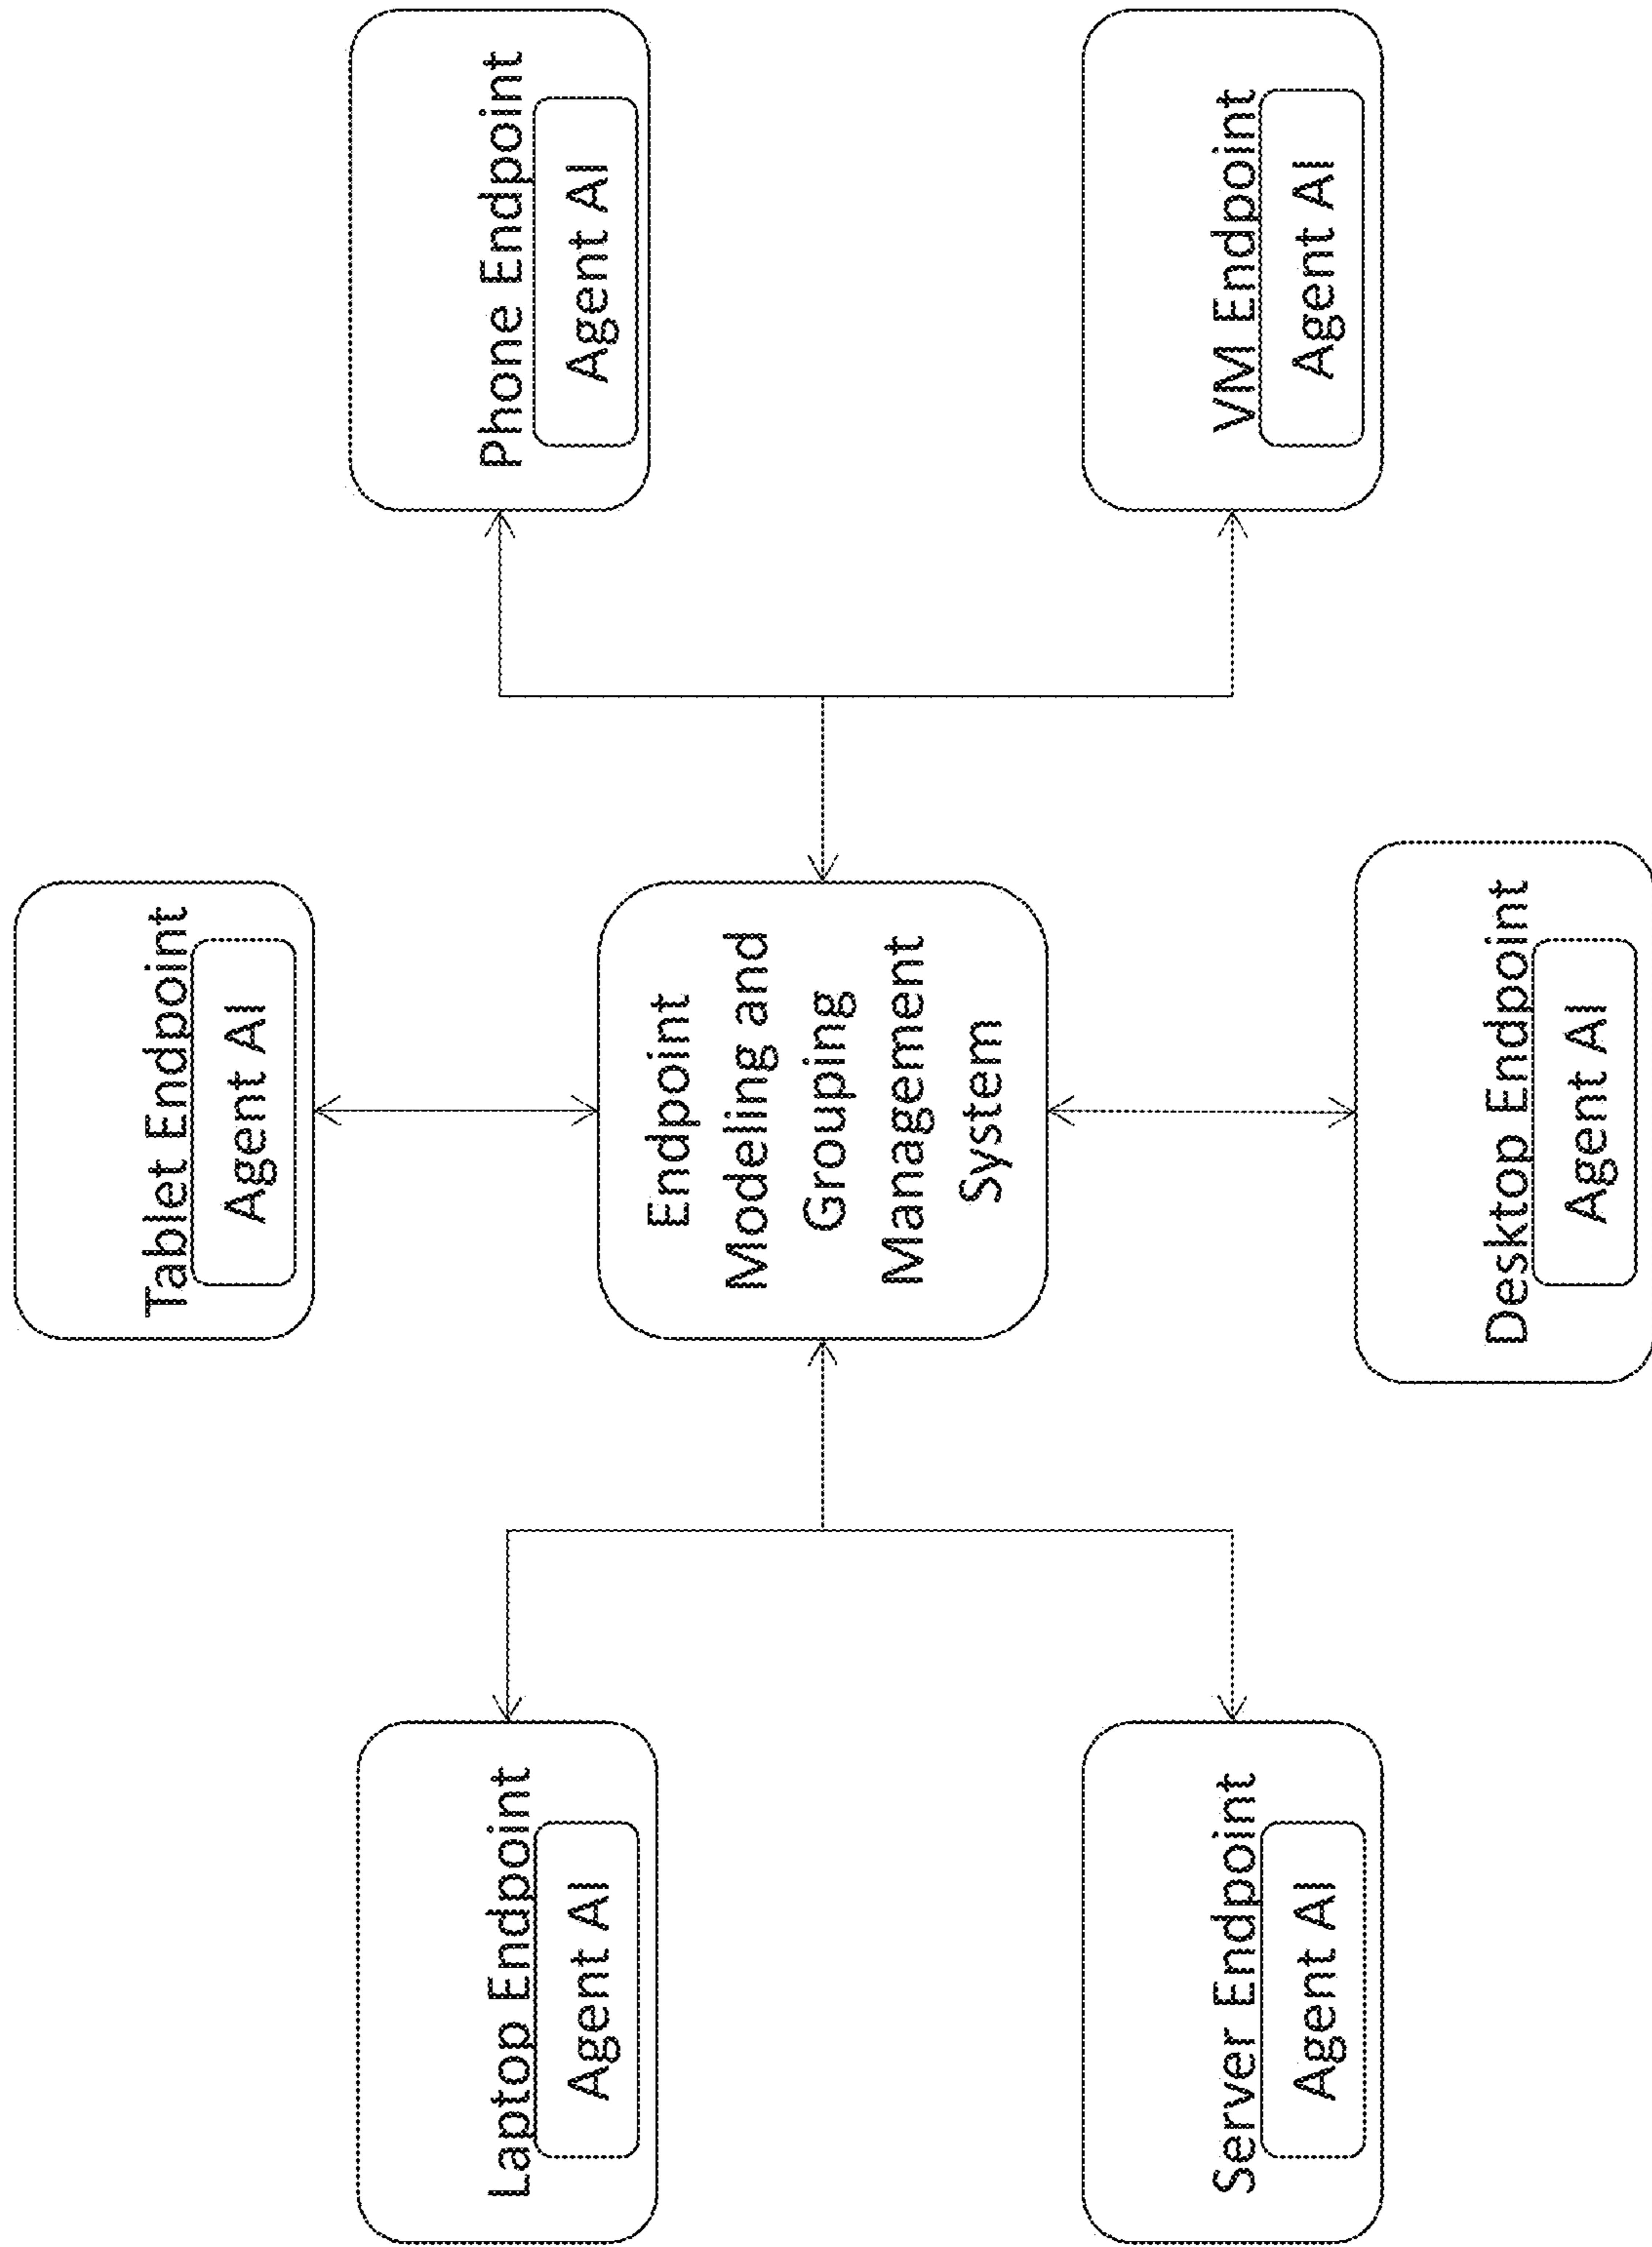 Tablet Endpoint
Agent AI
Laptop Endpoint
Agent AI
Phone Endpoint
Agent AI
Endpoint
Modeling and
Grouping
Management
System
Server Endpoint
Agent AI
VM Endpoint
Agent AI
Desktop Endpoint
Agent AI